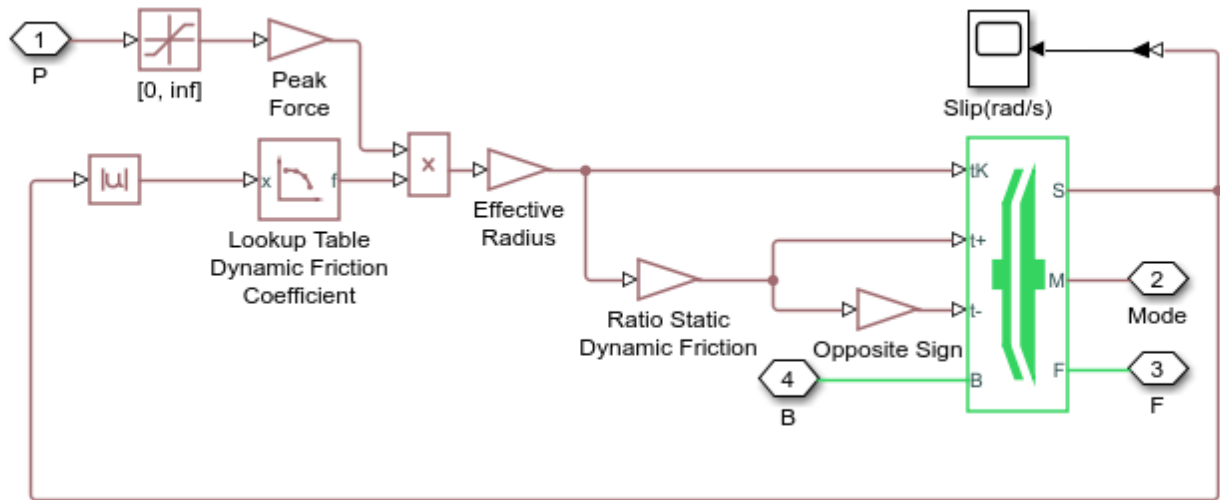 1
P
[0, inf]
Peak
Force
Slip(rad/s)
|u|
x
f
Lookup Table
Dynamic Friction
Coefficient
x
Effective
Radius
Ratio Static
Dynamic Friction
Opposite Sign
tK
t+
t-
B
S
M
F
2
Mode
3
F
4
B